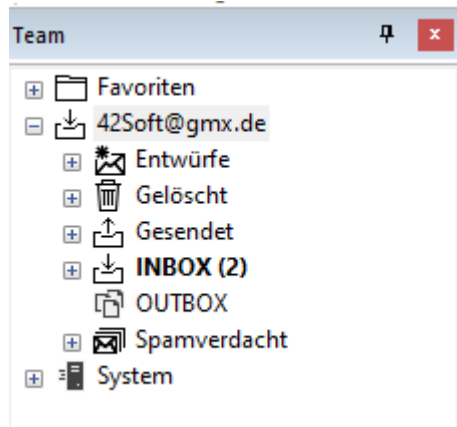 Team
Favoriten
42Soft@gmx.de
Entwürfe
Gelöscht
Gesendet
INBOX (2)
OUTBOX
Spamverdacht
System